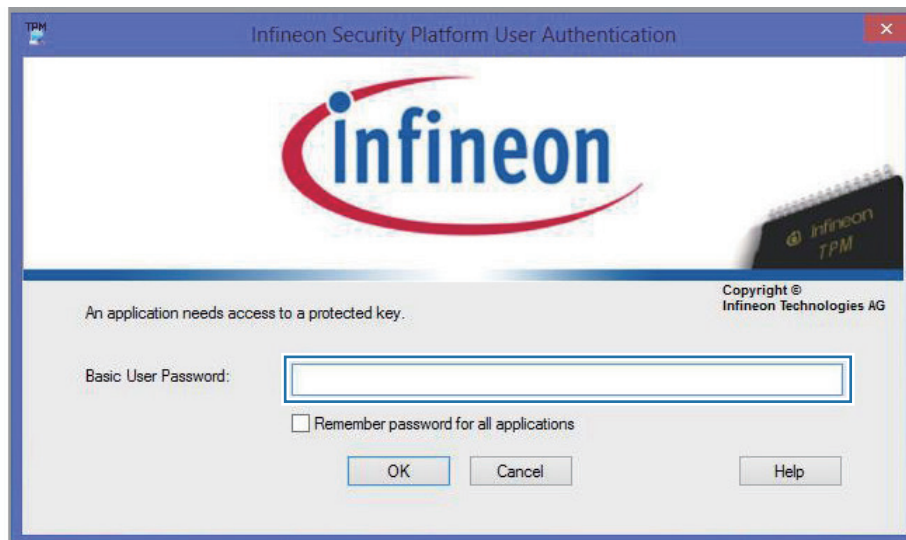 TPM
Infineon Security Platform User Authentication
infineon
infineon
TPM
Copyright ©
Infineon Technologies AG
An application needs access to a protected key.
Basic User Password:
Remember password for all applications
OK
Cancel
Help